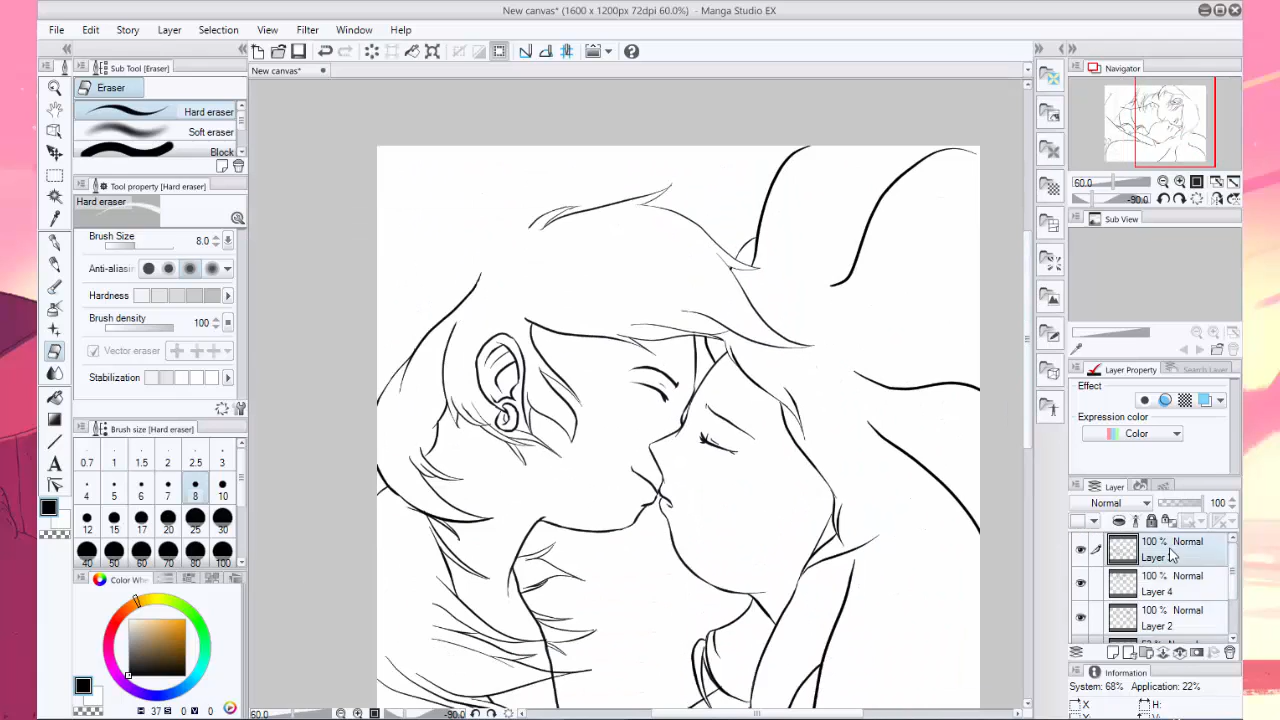 New canvas* (1600 x 1200px 72dpi 60.0%) - Manga Studio EX
File Edit Story Layer Selection View Filter Window Help
Sub Tool [Eraser]
New canvas*
Navigator
Eraser
Hard eraser
Soft eraser
Block
Tool property [Hard eraser]
Hard eraser
60.0
-90.0
Sub View
Brush Size 8.0
Anti-aliasin
Hardness
Brush density 100
Vector eraser
Stabilization
Layer Property Search Layer
Effect
Expression color
Color
Brush size [Hard eraser]
0.7 1 1.5 2 2.5 3
4 5 6 7 8 10
12 15 17 20 25 30
40 50 60 70 80 100
Layer
Normal 100
100 % Normal
Layer
100 % Normal
Layer 4
100 % Normal
Layer 2
Color Whe
Information
System: 68% Application: 22%
X H:
H 37 S 0 V 0
60.0 -90.0